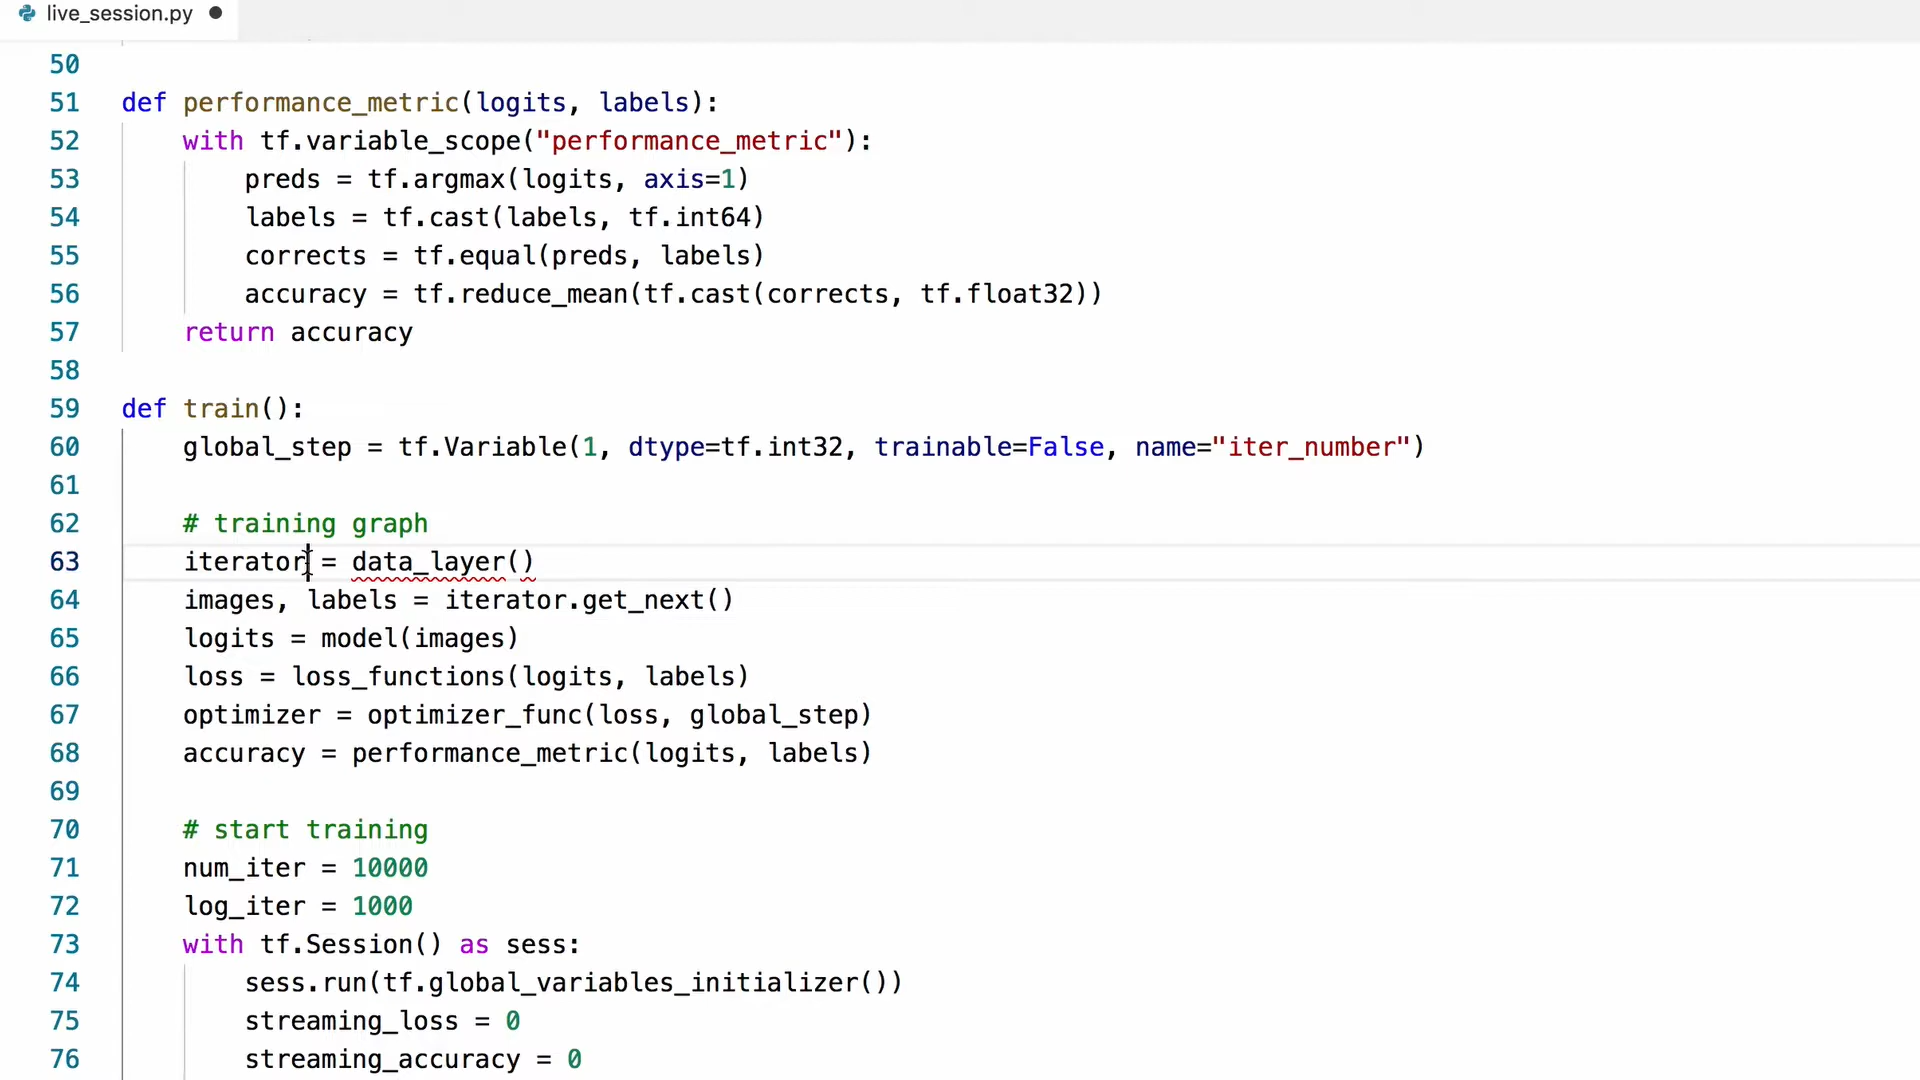 live_session.py
50
51 def performance_metric(logits, labels):
52 with tf.variable_scope("performance_metric"):
53 preds = tf.argmax(logits, axis=1)
54 labels = tf.cast(labels, tf.int64)
55 corrects = tf.equal(preds, labels)
56 accuracy = tf.reduce_mean(tf.cast(corrects, tf.float32))
57 return accuracy
58
59 def train():
60 global_step = tf.Variable(1, dtype=tf.int32, trainable=False, name="iter_number")
61
62 # training graph
63 iterator = data_layer()
64 images, labels = iterator.get_next()
65 logits = model(images)
66 loss = loss_functions(logits, labels)
67 optimizer = optimizer_func(loss, global_step)
68 accuracy = performance_metric(logits, labels)
69
70 # start training
71 num_iter = 10000
72 log_iter = 1000
73 with tf.Session() as sess:
74 sess.run(tf.global_variables_initializer())
75 streaming_loss = 0
76 streaming_accuracy = 0